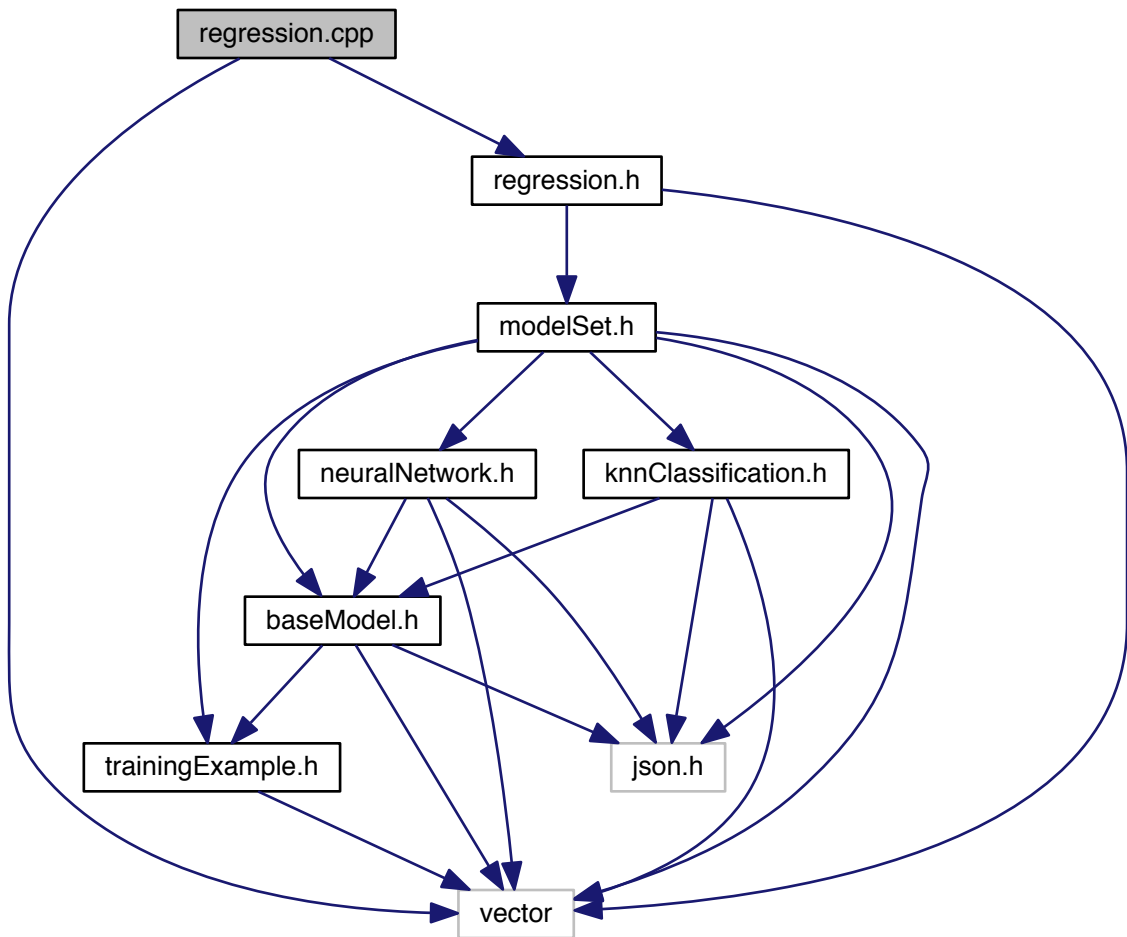 regression.cpp
regression.h
modelSet.h
neuralNetwork.h
knnClassification.h
baseModel.h
trainingExample.h
json.h
vector